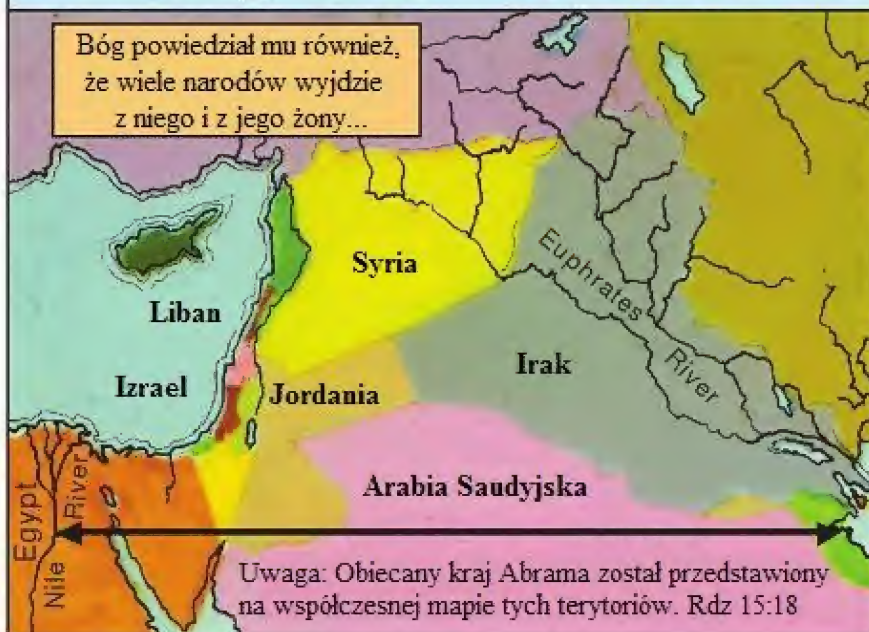 Bóg powiedział mu również,
że wiele narodów wyjdzie
z niego i z jego żony...
Syria
Euphrates
River
Liban
Irak
Izrael
Jordania
Arabia Saudyjska
Egypt
Nile
River
Uwaga: Obiecany kraj Abrama został przedstawiony
na współczesnej mapie tych terytoriów. Rdz 15:18